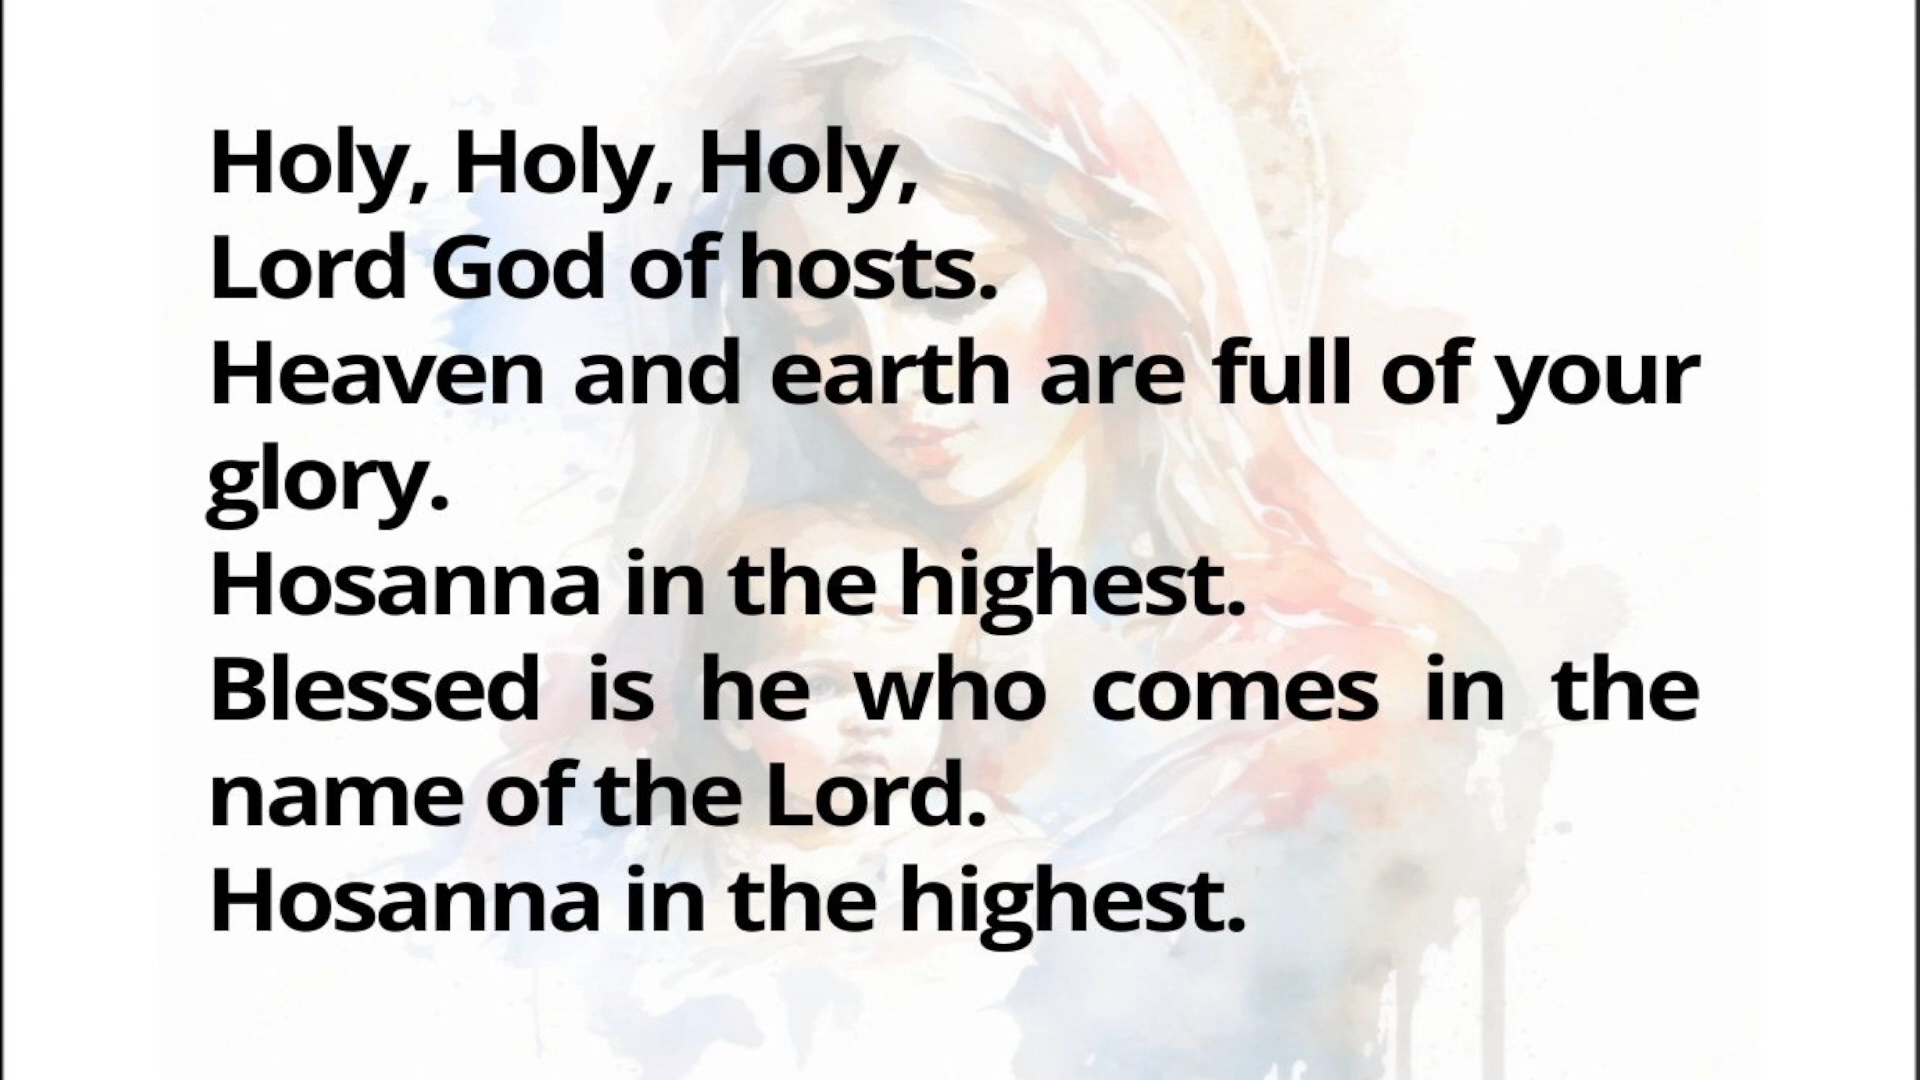 Holy, Holy, Holy,
Lord God of hosts.
Heaven and earth are full of your
glory.
Hosanna in the highest.
Blessed is he who comes in the
name of the Lord.
Hosanna in the highest.